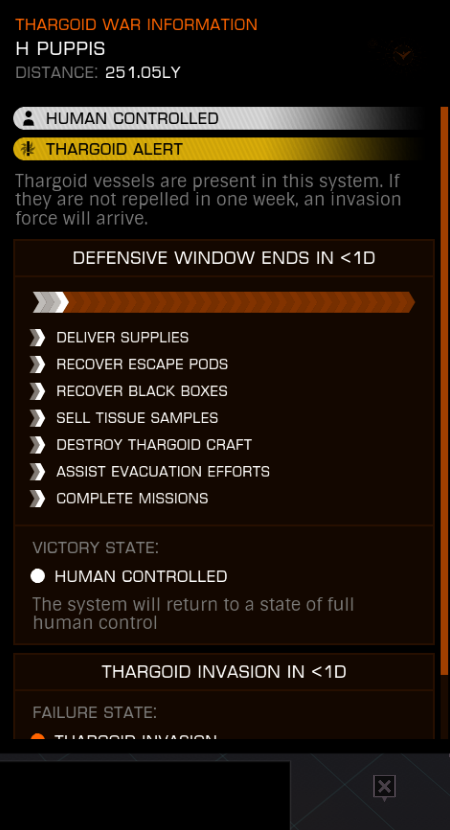 THARGOID WAR INFORMATION
H PUPPIS
DISTANCE: 251.05LY
HUMAN CONTROLLED
THARGOID ALERT
Thargoid vessels are present in this system. If
they are not repelled in one week, an invasion
force will arrive.
DEFENSIVE WINDOW ENDS IN <1D
DELIVER SUPPLIES
RECOVER ESCAPE PODS
RECOVER BLACK BOXES
SELL TISSUE SAMPLES
DESTROY THARGOID CRAFT
ASSIST EVACUATION EFFORTS
COMPLETE MISSIONS
VICTORY STATE:
HUMAN CONTROLLED
The system will return to a state of full
human control
THARGOID INVASION IN <1D
FAILURE STATE:
THARGOID INVASION